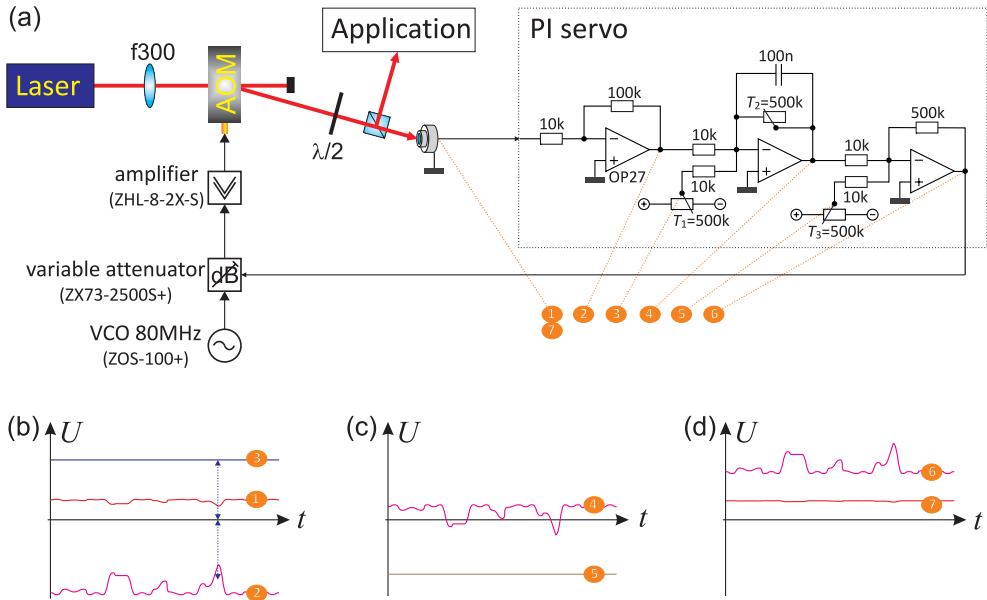 (a)
Application
PI servo
f300
Laser
AOM
λ/2
amplifier
(ZHL-8-2X-S)
variable attenuator
(ZX73-2500S+)
dB
VCO 80MHz
(ZOS-100+)
10k
100k
−
+
OP27
10k
10k
+
−
T1=500k
100n
T2=500k
−
+
10k
10k
+
−
T3=500k
500k
−
+
1
2
3
4
5
6
7
(b)
U
3
1
t
2
(c)
U
4
t
5
(d)
U
6
7
t